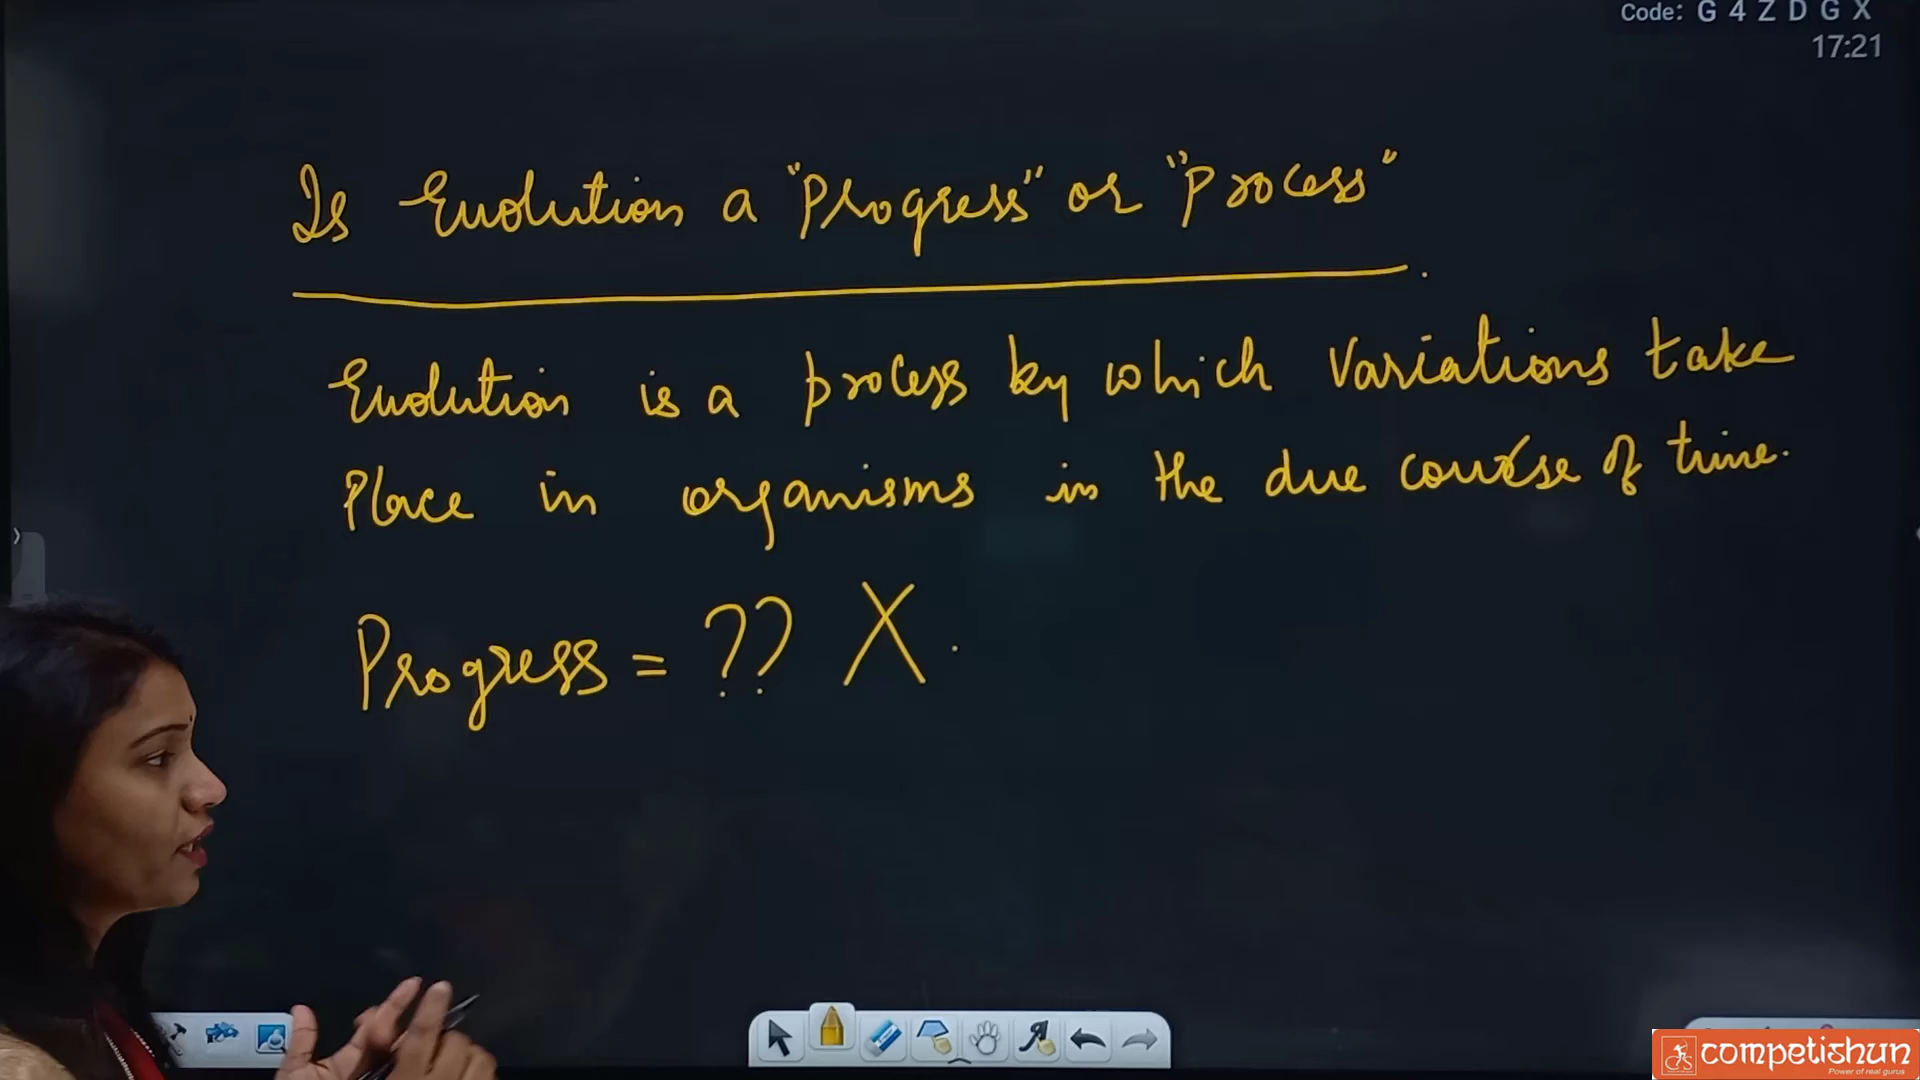 Code: G 4 Z D G X
17:21
Is Evolution a "Progress" or "Process"
Evolution is a process by which variations take
Place in organisms in the due course of time.
Progress = ?? X.
competishun
Power of real gurus